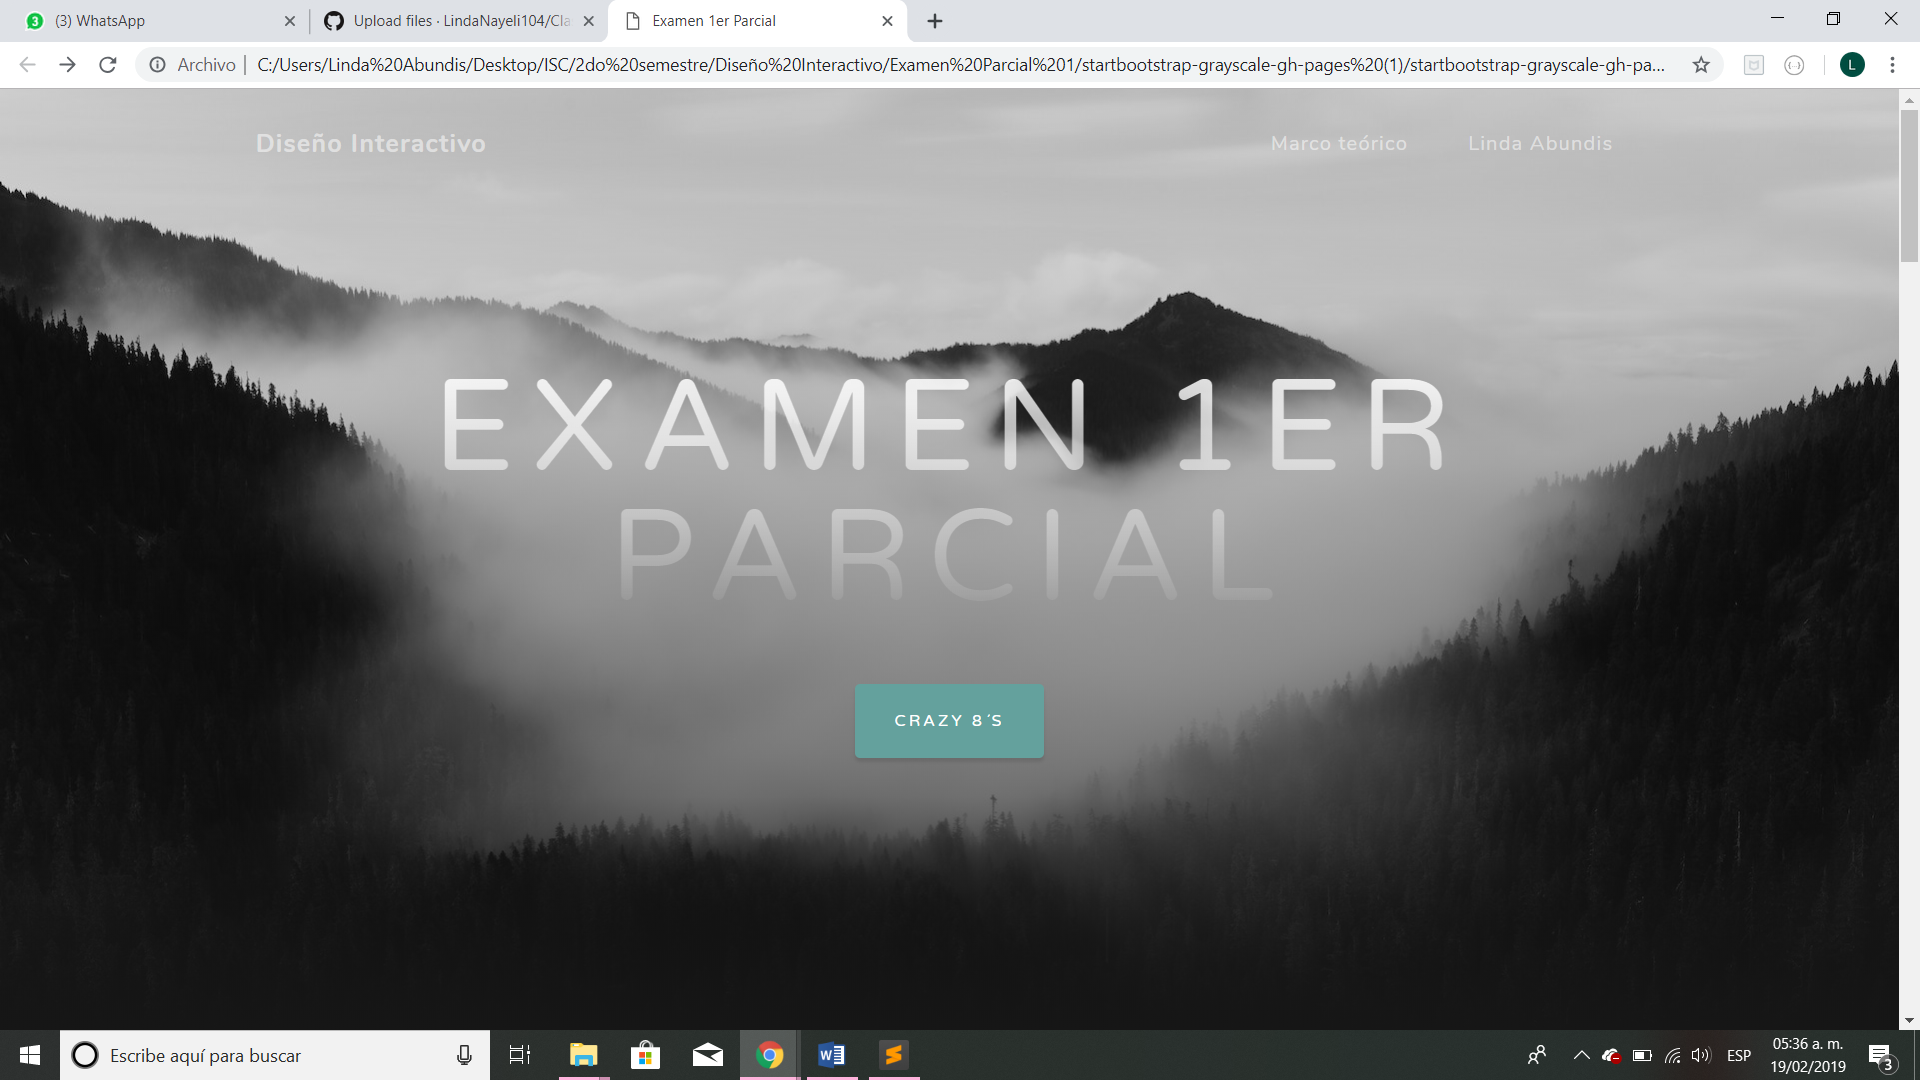 (3) WhatsApp
Upload files · LindaNayeli104/Cla
Examen 1er Parcial
Archivo
C:/Users/Linda%20Abundis/Desktop/ISC/2do%20semestre/Diseño%20Interactivo/Examen%20Parcial%201/startbootstrap-grayscale-gh-pages%20(1)/startbootstrap-grayscale-gh-pa...
L
Diseño Interactivo
Marco teórico
Linda Abundis
EXAMEN 1ER
PARCIAL
CRAZY 8´S
Escribe aquí para buscar
ESP
05:36 a. m.
19/02/2019
3